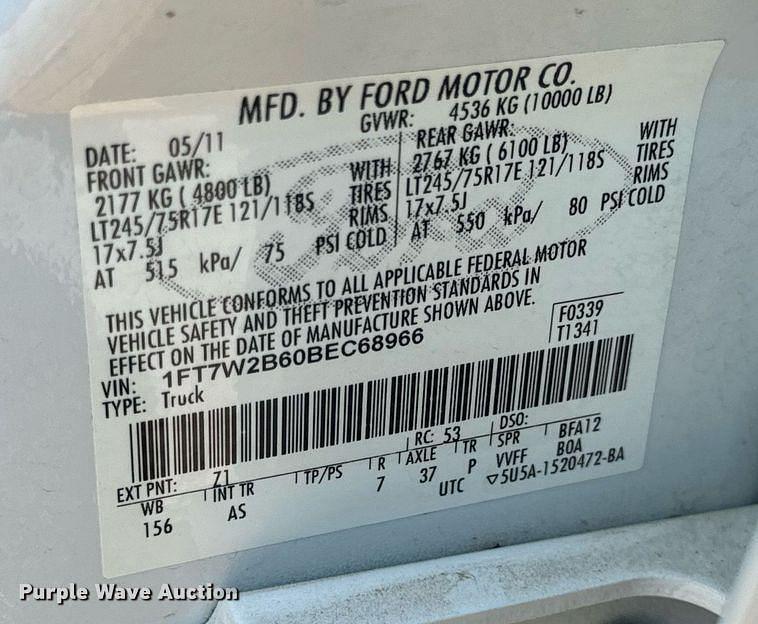 MFD. BY FORD MOTOR CO.
DATE: 05/11 GVWR: 4536 KG (10000 LB)
FRONT GAWR: REAR GAWR:
2177 KG ( 4800 LB) WITH 2767 KG ( 6100 LB) WITH
LT245/75R17E 121/118S TIRES LT245/75R17E 121/118S TIRES
17x7.5J RIMS 17x7.5J RIMS
AT 515 kPa/ 75 PSI COLD AT 550 kPa/ 80 PSI COLD
THIS VEHICLE CONFORMS TO ALL APPLICABLE FEDERAL MOTOR
VEHICLE SAFETY AND THEFT PREVENTION STANDARDS IN
EFFECT ON THE DATE OF MANUFACTURE SHOWN ABOVE.
VIN: 1FT7W2B60BEC68966
TYPE: Truck
F0339
T1341
EXT PNT: Z1 RC: 53 DSO:
WB INT TR TP/PS R AXLE TR SPR BFA12
156 AS 7 37 P VVFF BOA
UTC ▽5U5A-1520472-BA
Purple Wave Auction